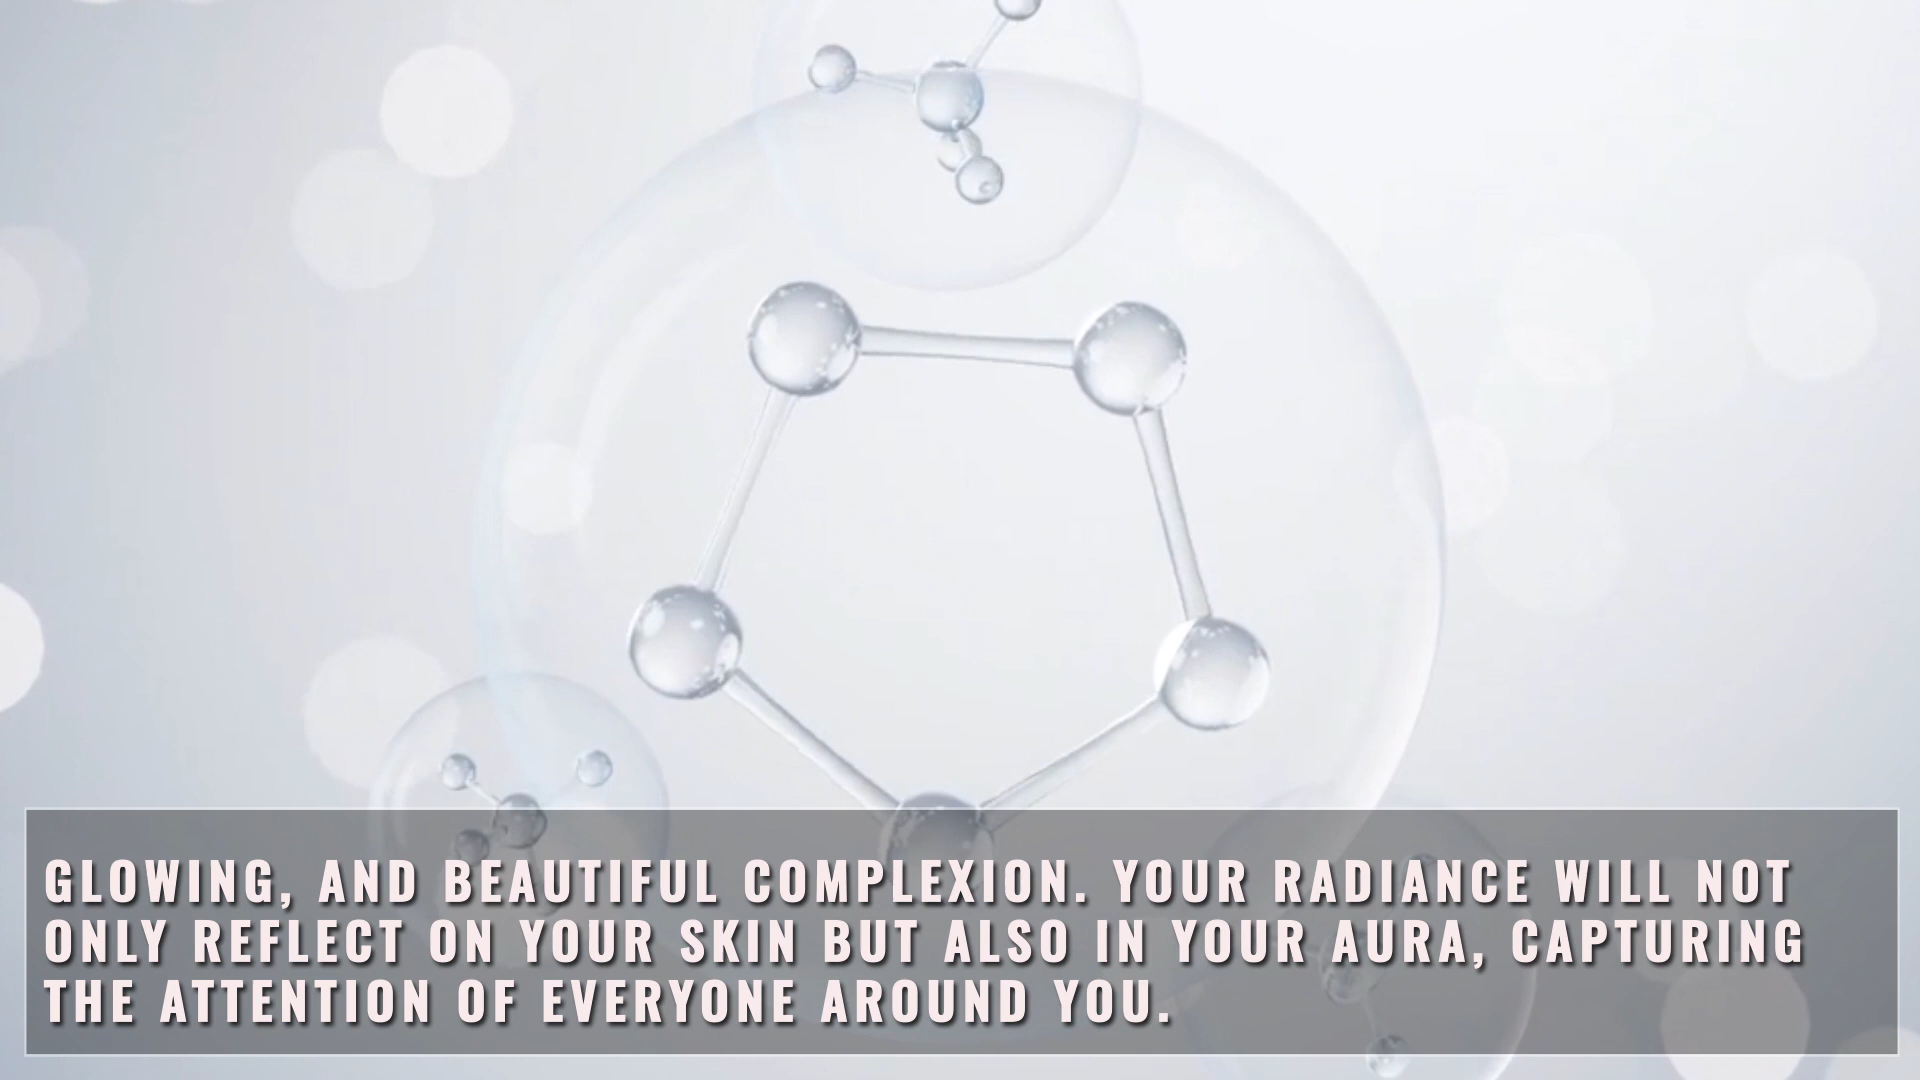 GLOWING, AND BEAUTIFUL COMPLEXION. YOUR RADIANCE WILL NOT
ONLY REFLECT ON YOUR SKIN BUT ALSO IN YOUR AURA, CAPTURING
THE ATTENTION OF EVERYONE AROUND YOU.